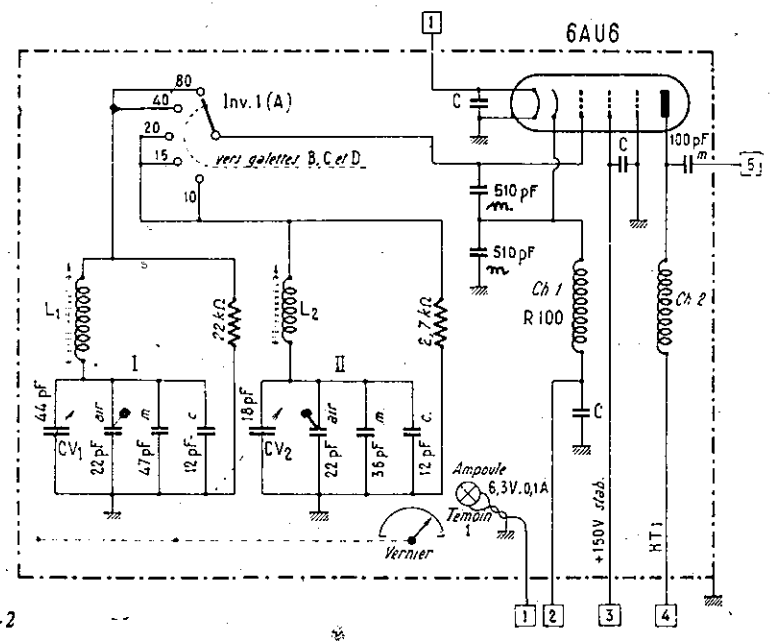 1
6AU6
80
40
Inv. 1 (A)
20
15
vers galettes B, C et D
10
C
C
100 pF
m
5
510 pF
m
510 pF
m
s
L1
22 kΩ
L2
2,7 kΩ
Ch 1
R 100
Ch 2
I
II
44 pF
CV1
22 pF
air
47 pF
m
12 pF
c
18 pF
CV2
22 pF
air
36 pF
m
12 pF
c.
C
Ampoule
6,3V. 0,1A
Temoin
1
Vernier
+150V stab.
HT1
1
2
3
4
-2